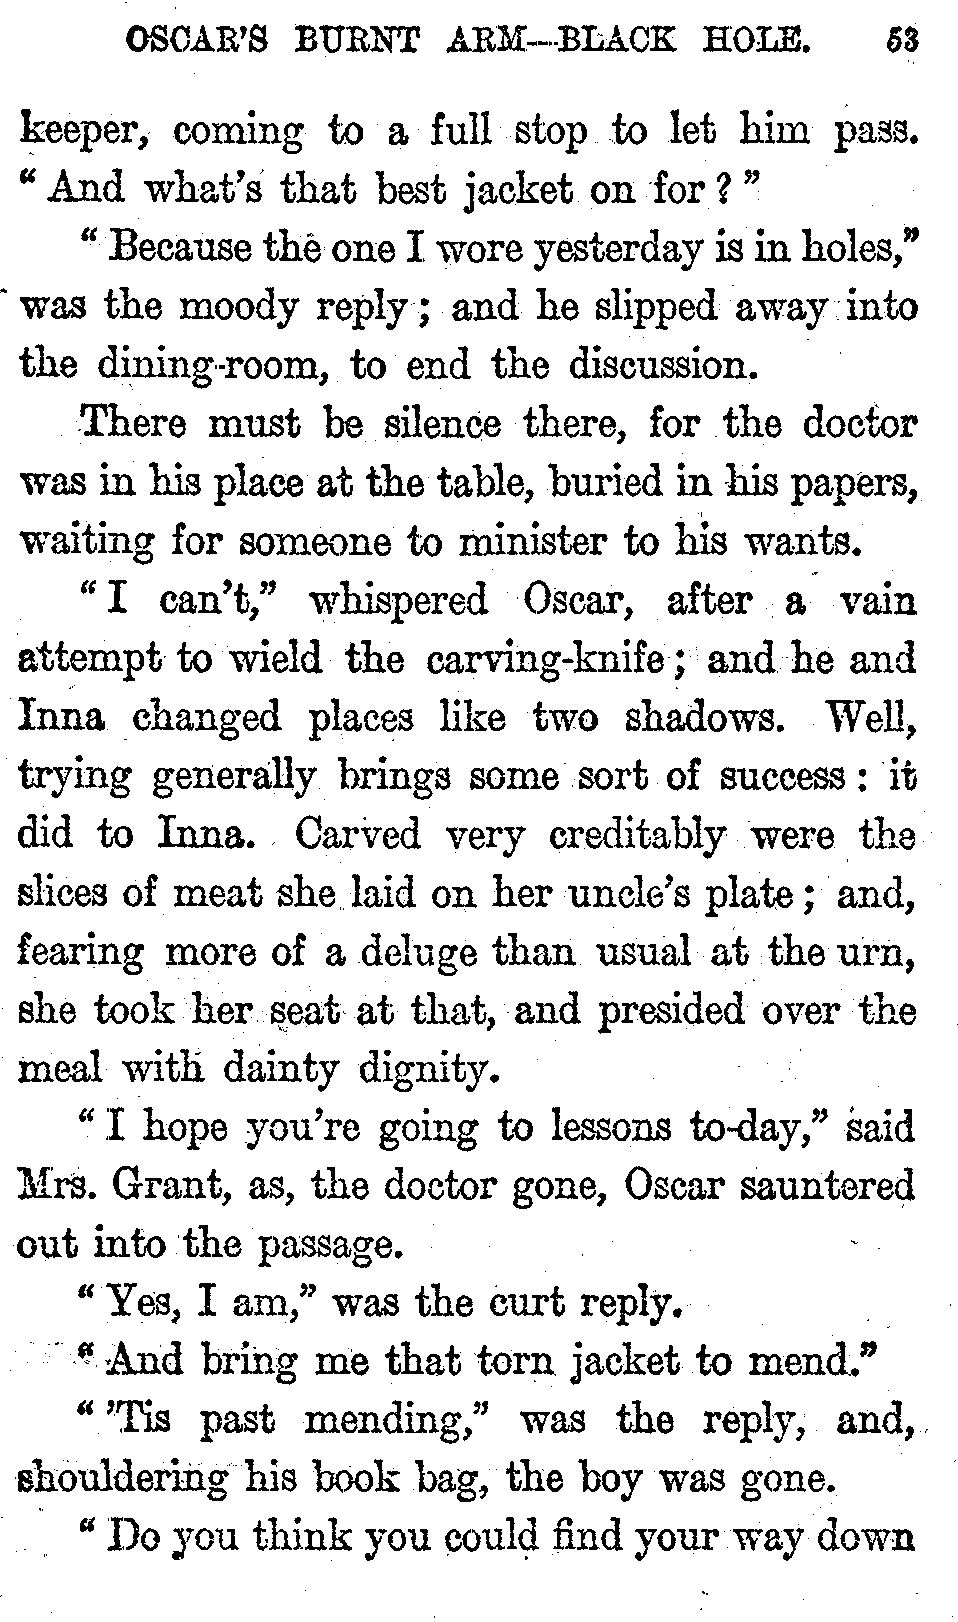 OSCAR'S BURNT ARM—BLACK HOLE. 53
keeper, coming to a full stop to let him pass.
“ And what's that best jacket on for ? ”
“ Because the one I wore yesterday is in holes,”
was the moody reply ; and he slipped away into
the dining-room, to end the discussion.
There must be silence there, for the doctor
was in his place at the table, buried in his papers,
waiting for someone to minister to his wants.
“ I can't,” whispered Oscar, after a vain
attempt to wield the carving-knife ; and he and
Inna changed places like two shadows. Well,
trying generally brings some sort of success : it
did to Inna. Carved very creditably were the
slices of meat she laid on her uncle's plate ; and,
fearing more of a deluge than usual at the urn,
she took her seat at that, and presided over the
meal with dainty dignity.
“ I hope you're going to lessons to-day,” said
Mrs. Grant, as, the doctor gone, Oscar sauntered
out into the passage.
“ Yes, I am,” was the curt reply.
“ And bring me that torn jacket to mend.”
“ 'Tis past mending,” was the reply, and,
shouldering his book bag, the boy was gone.
“ Do you think you could find your way down